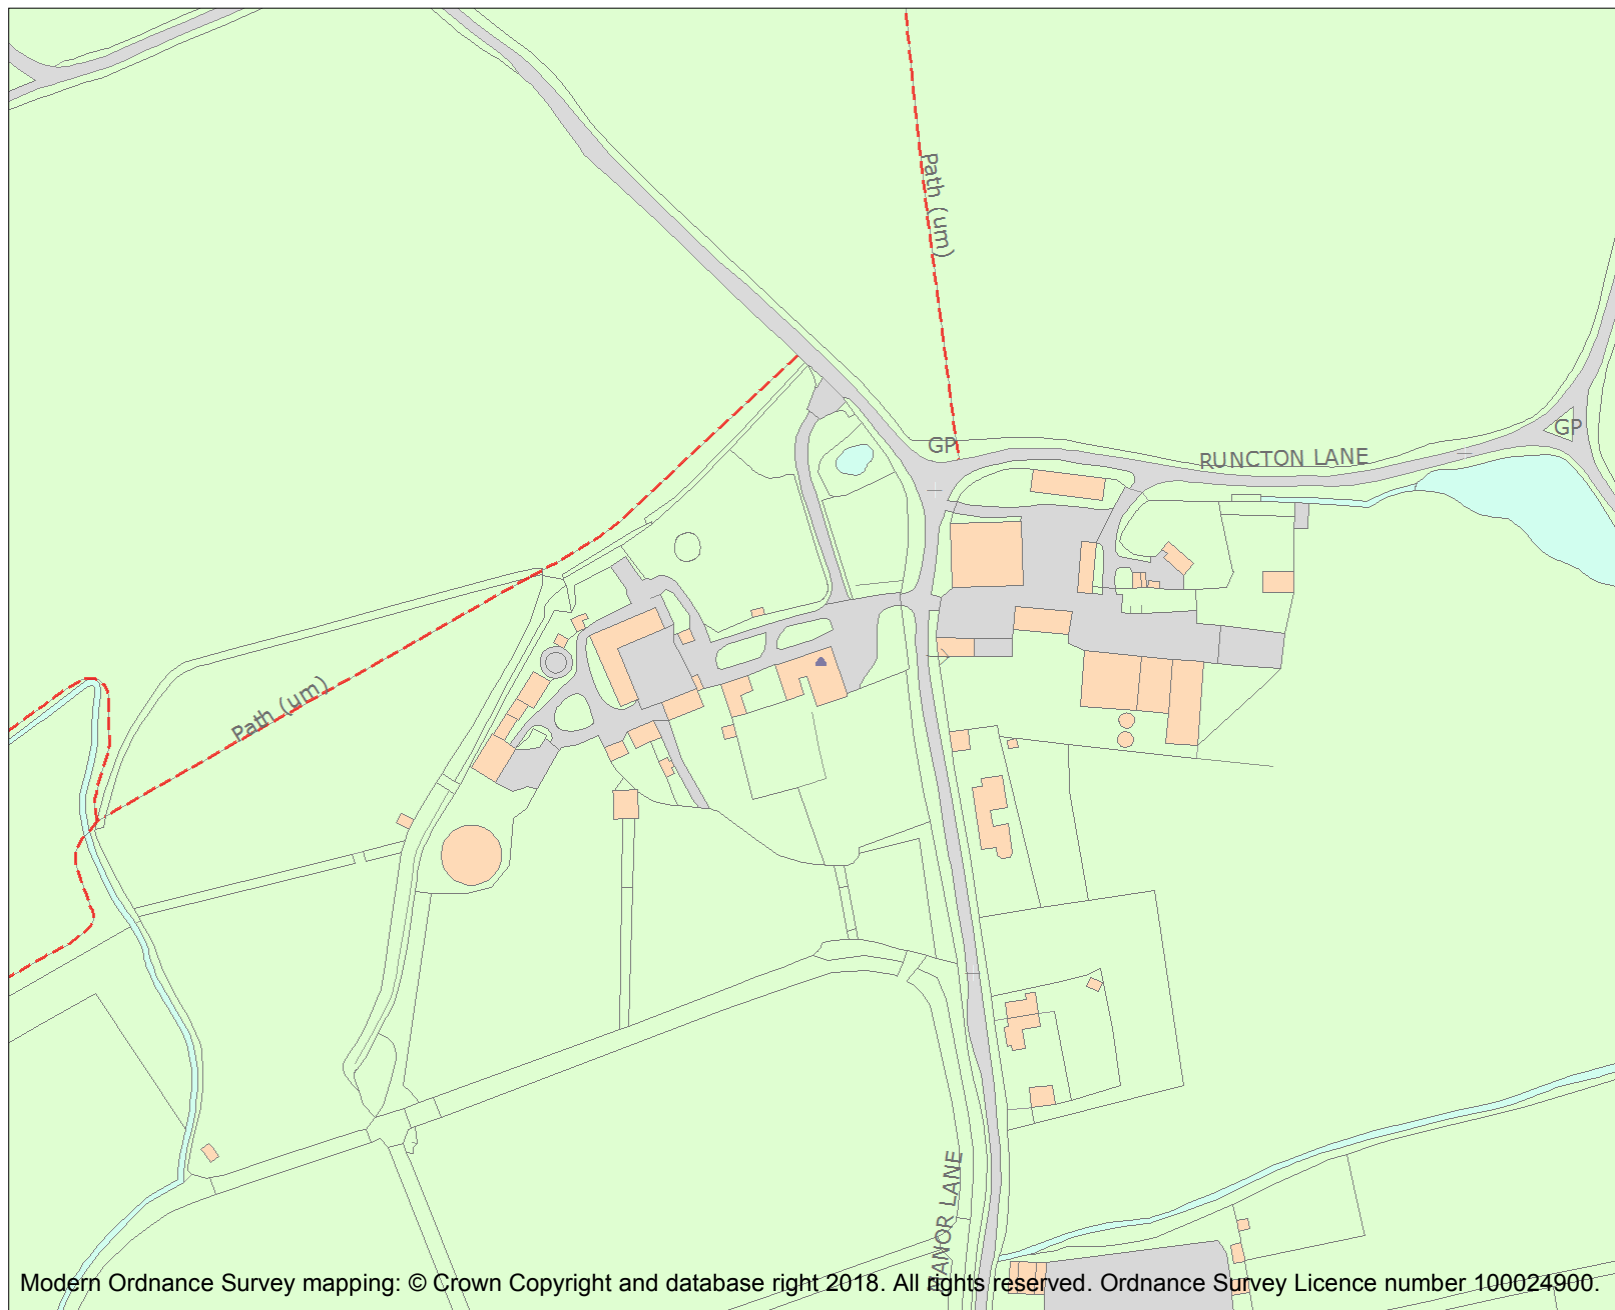 Path (um)
GP
RUNCTON LANE
GP
Path (um)
MANOR LANE
Modern Ordnance Survey mapping: © Crown Copyright and database right 2018. All rights reserved. Ordnance Survey Licence number 100024900.